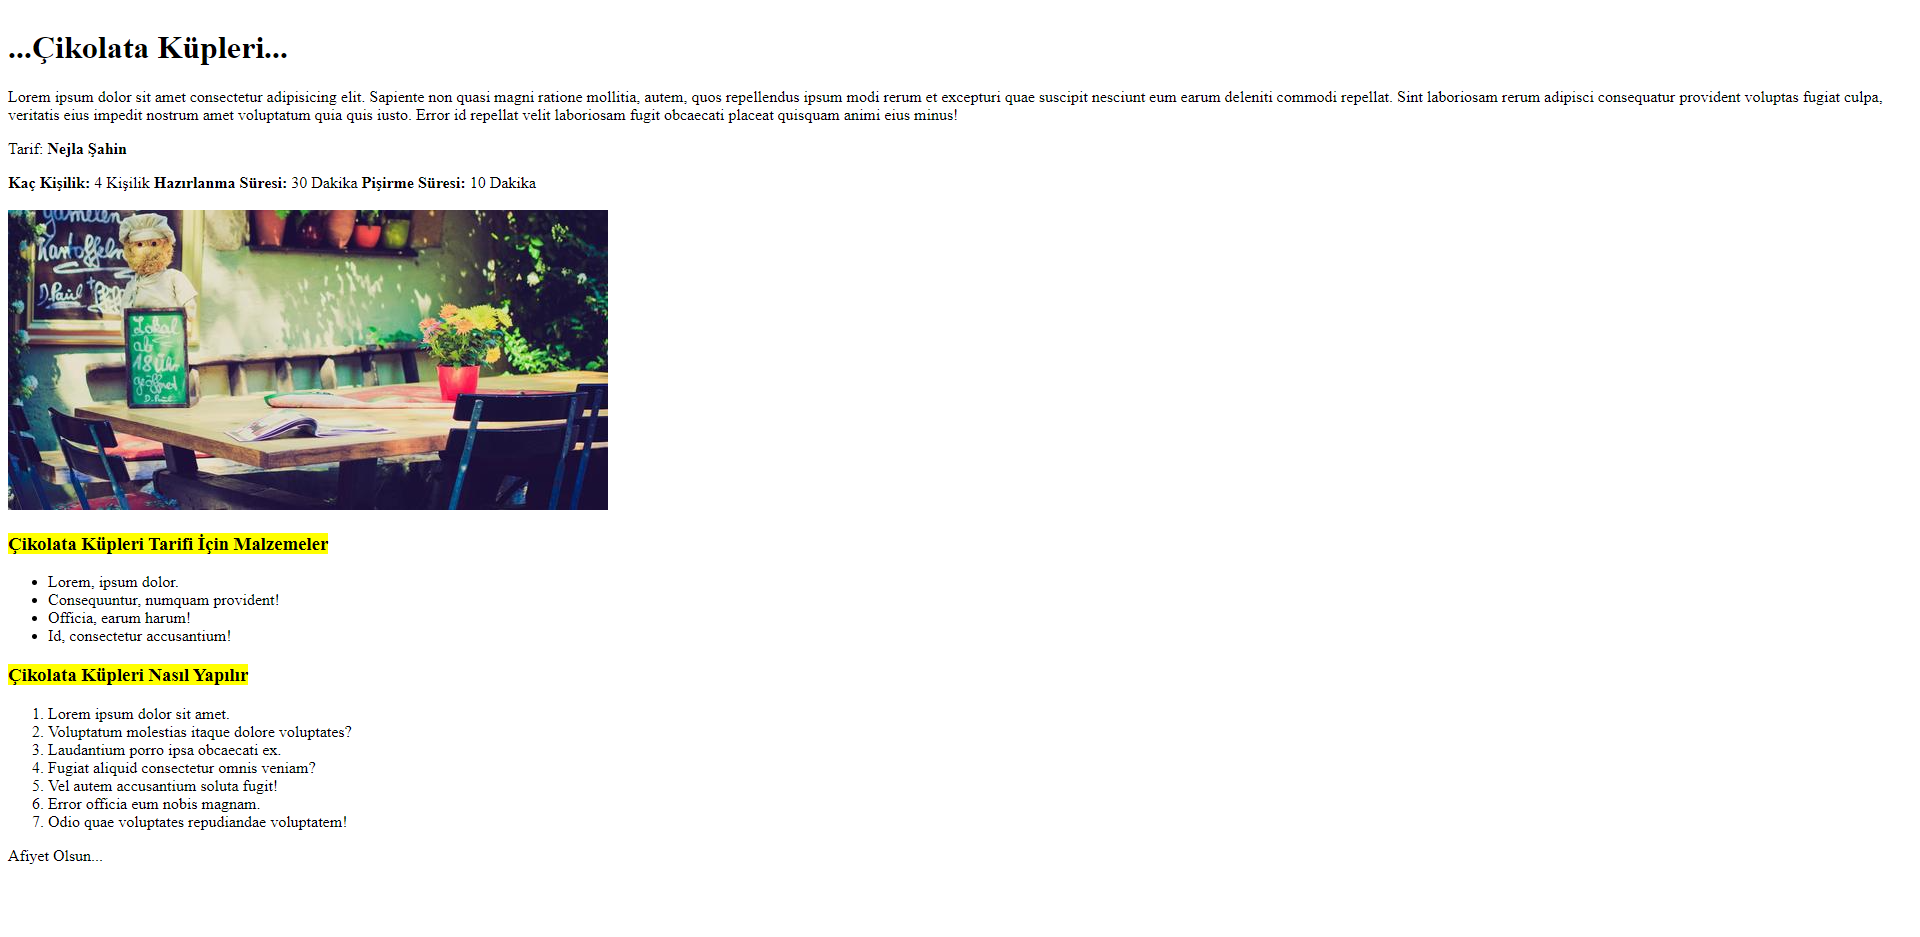 ...Çikolata Küpleri...
Lorem ipsum dolor sit amet consectetur adipisicing elit. Sapiente non quasi magni ratione mollitia, autem, quos repellendus ipsum modi rerum et excepturi quae suscipit nesciunt eum earum deleniti commodi repellat. Sint laboriosam rerum adipisci consequatur provident voluptas fugiat culpa,
veritatis eius impedit nostrum amet voluptatum quia quis iusto. Error id repellat velit laboriosam fugit obcaecati placeat quisquam animi eius minus!
Tarif: Nejla Şahin
Kaç Kişilik: 4 Kişilik Hazırlanma Süresi: 30 Dakika Pişirme Süresi: 10 Dakika
Kartoffeln
D.Paul
Lokal
ab
18 Uhr
geöffnet
D.Paul
Çikolata Küpleri Tarifi İçin Malzemeler
• Lorem, ipsum dolor.
• Consequuntur, numquam provident!
• Officia, earum harum!
• Id, consectetur accusantium!
Çikolata Küpleri Nasıl Yapılır
1. Lorem ipsum dolor sit amet.
2. Voluptatum molestias itaque dolore voluptates?
3. Laudantium porro ipsa obcaecati ex.
4. Fugiat aliquid consectetur omnis veniam?
5. Vel autem accusantium soluta fugit!
6. Error officia eum nobis magnam.
7. Odio quae voluptates repudiandae voluptatem!
Afiyet Olsun...